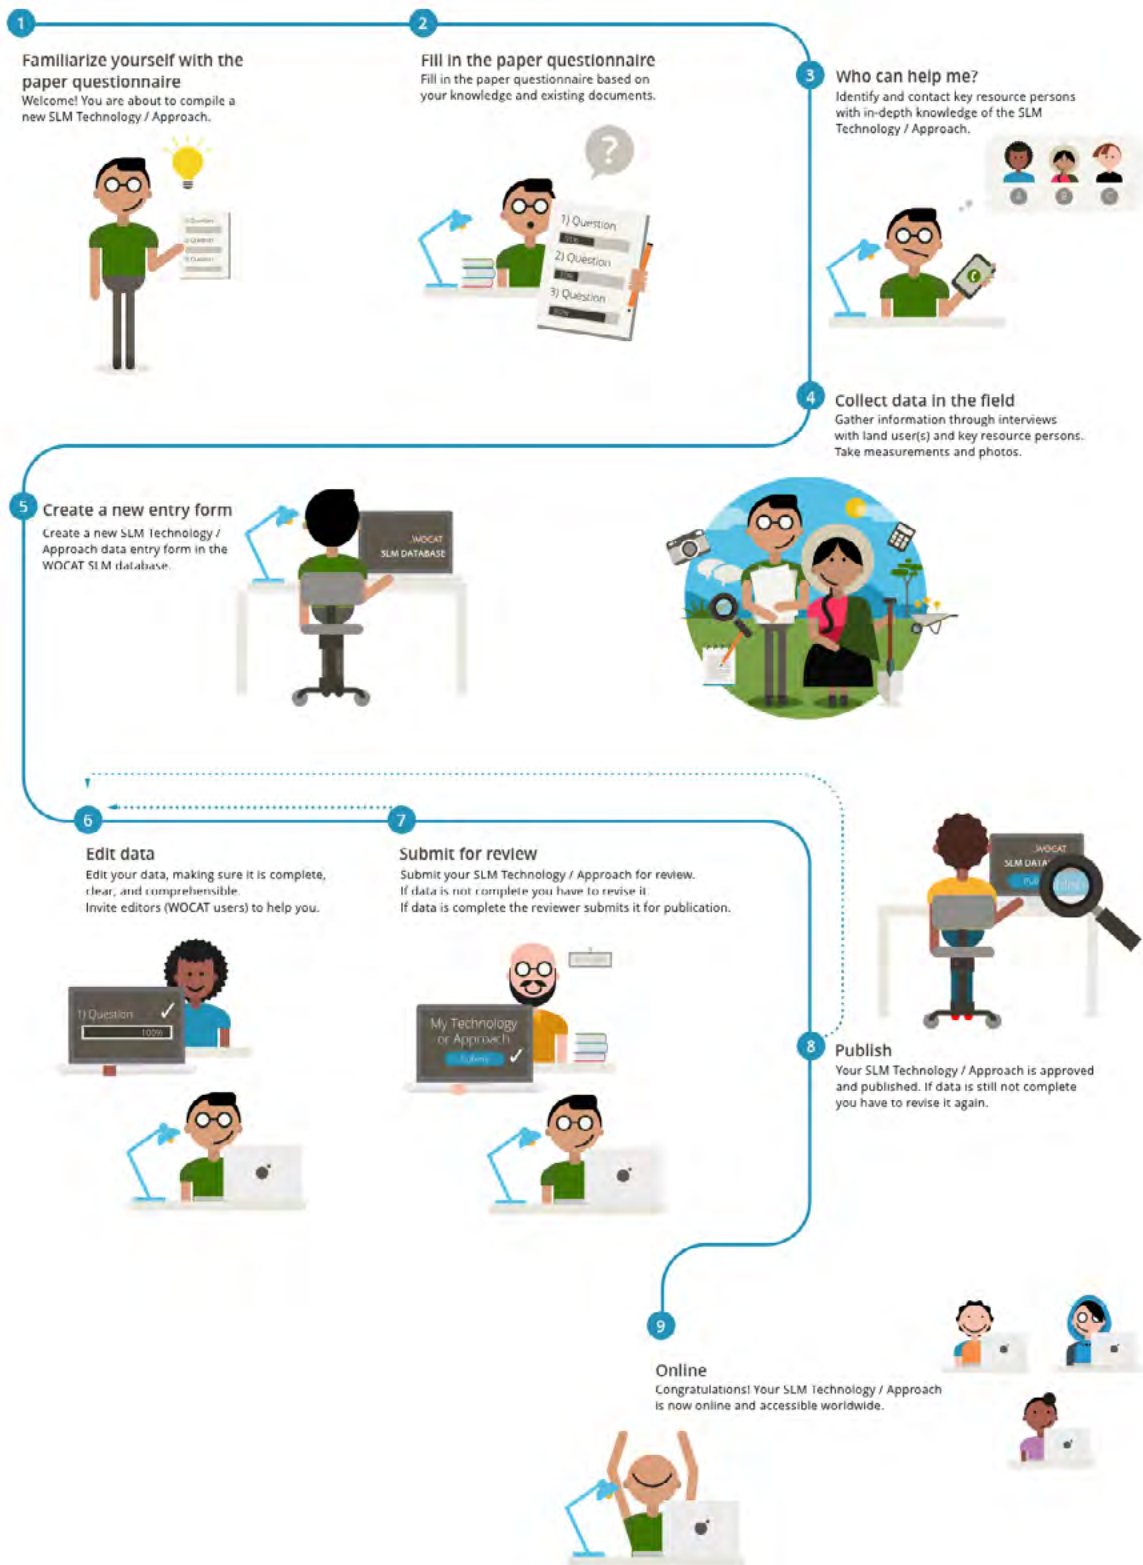 1
Familiarize yourself with the
paper questionnaire
Welcome! You are about to compile a
new SLM Technology / Approach.
2
Fill in the paper questionnaire
Fill in the paper questionnaire based on
your knowledge and existing documents.
?
1) Question
2) Question
3) Question
3
Who can help me?
Identify and contact key resource persons
with in-depth knowledge of the SLM
Technology / Approach.
A B C
4
Collect data in the field
Gather information through interviews
with land user(s) and key resource persons.
Take measurements and photos.
5
Create a new entry form
Create a new SLM Technology /
Approach data entry form in the
WOCAT SLM database.
WOCAT
SLM DATABASE
6
Edit data
Edit your data, making sure it is complete,
clear, and comprehensible.
Invite editors (WOCAT users) to help you.
1) Question
100%
7
Submit for review
Submit your SLM Technology / Approach for review.
If data is not complete you have to revise it.
If data is complete the reviewer submits it for publication.
My Technology
or Approach
Submit
WOCAT
SLM DATA
8
Publish
Your SLM Technology / Approach is approved
and published. If data is still not complete
you have to revise it again.
9
Online
Congratulations! Your SLM Technology / Approach
is now online and accessible worldwide.